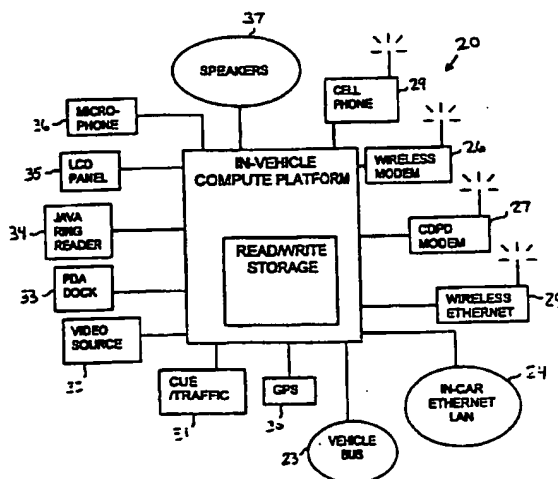 37
SPEAKERS
20
CELL
PHONE
29
MICRO-
PHONE
36
IN-VEHICLE
COMPUTE PLATFORM
WIRELESS
MODEM
26
LCD
PANEL
35
JAVA
RING
READER
34
READ/WRITE
STORAGE
CDPD
MODEM
27
PDA
DOCK
33
WIRELESS
ETHERNET
VIDEO
SOURCE
CUE
/TRAFFIC
31
GPS
30
VEHICLE
BUS
23
IN-CAR
ETHERNET
LAN
24